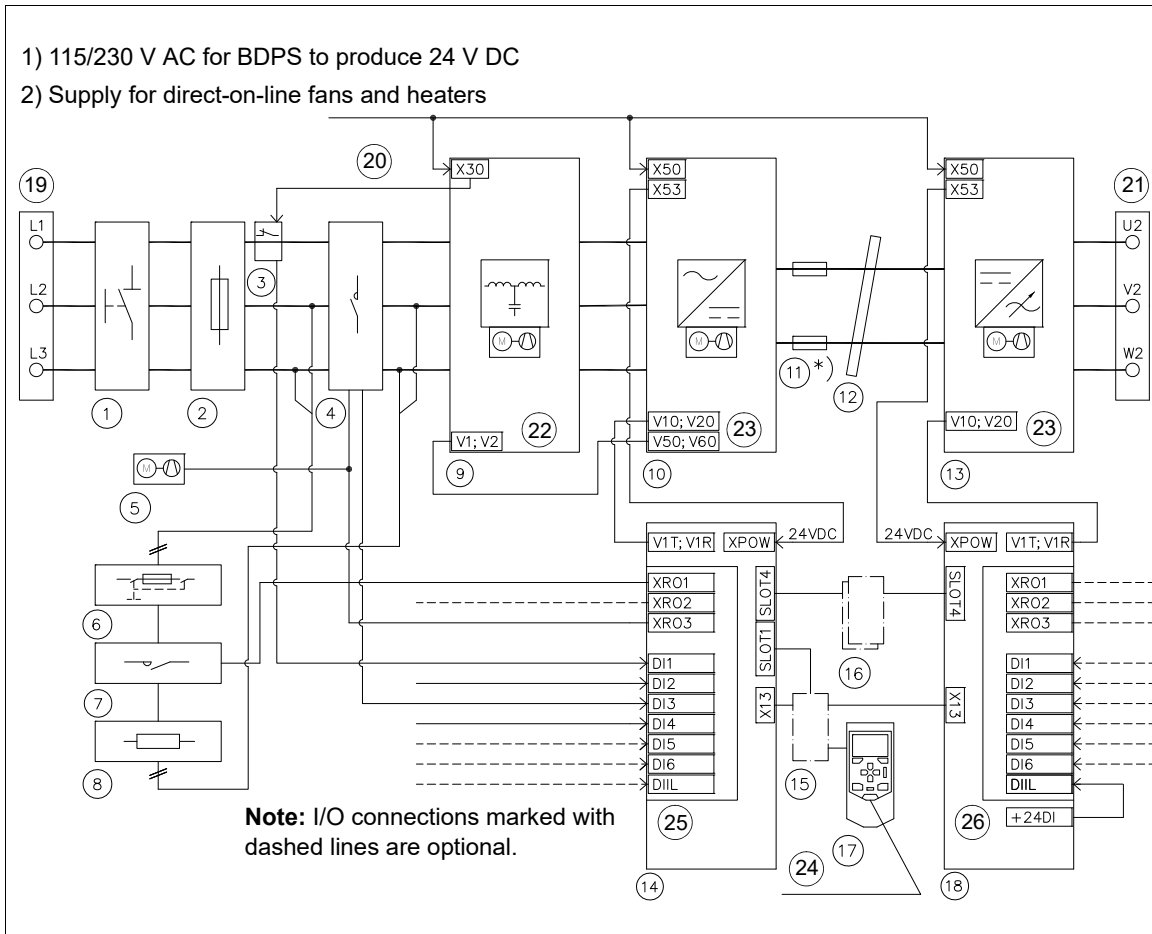 1) 115/230 V AC for BDPS to produce 24 V DC
2) Supply for direct-on-line fans and heaters
19
20
21
X30
X50
X53
X50
X53
L1
L2
L3
U2
V2
W2
3
M
M
M
1
2
4
11 *)
12
22
V1; V2
V10; V20
V50; V60
23
V10; V20
23
9
10
13
M
5
V1T; V1R
XPOW
24VDC
24VDC
XPOW
V1T; V1R
6
7
8
XRO1
XRO2
XRO3
DI1
DI2
DI3
DI4
DI5
DI6
DIIL
SLOT4
SLOT1
X13
16
15
17
SLOT4
X13
XRO1
XRO2
XRO3
DI1
DI2
DI3
DI4
DI5
DI6
DIIL
+24DI
25
26
24
14
18
Note: I/O connections marked with
dashed lines are optional.